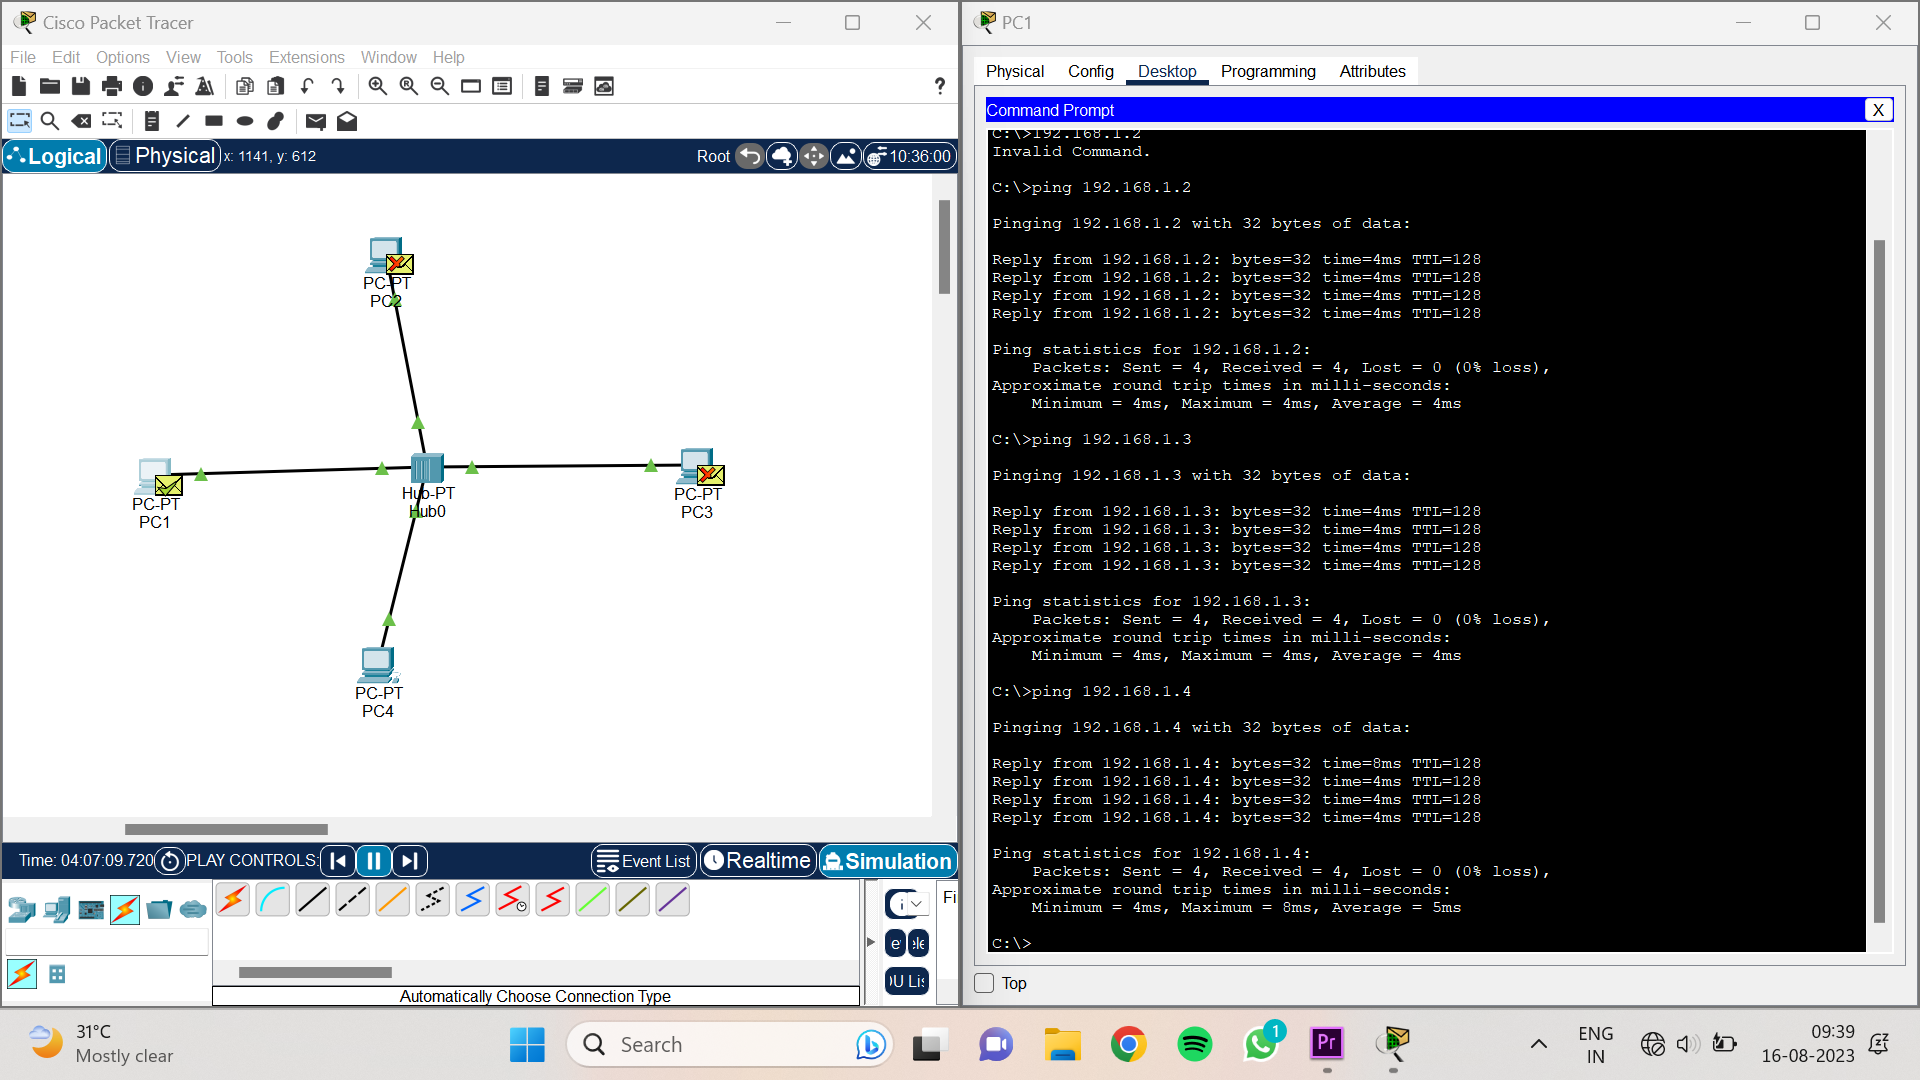 Cisco Packet Tracer
File Edit Options View Tools Extensions Window Help
Logical Physical x: 1141, y: 612 Root 10:36:00
PC-PT
PC2
PC-PT
PC1
Hub-PT
Hub0
PC-PT
PC3
PC-PT
PC4
Time: 04:07:09.720 PLAY CONTROLS: Event List Realtime Simulation
Fi
Automatically Choose Connection Type
PC1
Physical Config Desktop Programming Attributes
Command Prompt X
C:\>192.168.1.2
Invalid Command.
C:\>ping 192.168.1.2
Pinging 192.168.1.2 with 32 bytes of data:
Reply from 192.168.1.2: bytes=32 time=4ms TTL=128
Reply from 192.168.1.2: bytes=32 time=4ms TTL=128
Reply from 192.168.1.2: bytes=32 time=4ms TTL=128
Reply from 192.168.1.2: bytes=32 time=4ms TTL=128
Ping statistics for 192.168.1.2:
Packets: Sent = 4, Received = 4, Lost = 0 (0% loss),
Approximate round trip times in milli-seconds:
Minimum = 4ms, Maximum = 4ms, Average = 4ms
C:\>ping 192.168.1.3
Pinging 192.168.1.3 with 32 bytes of data:
Reply from 192.168.1.3: bytes=32 time=4ms TTL=128
Reply from 192.168.1.3: bytes=32 time=4ms TTL=128
Reply from 192.168.1.3: bytes=32 time=4ms TTL=128
Reply from 192.168.1.3: bytes=32 time=4ms TTL=128
Ping statistics for 192.168.1.3:
Packets: Sent = 4, Received = 4, Lost = 0 (0% loss),
Approximate round trip times in milli-seconds:
Minimum = 4ms, Maximum = 4ms, Average = 4ms
C:\>ping 192.168.1.4
Pinging 192.168.1.4 with 32 bytes of data:
Reply from 192.168.1.4: bytes=32 time=8ms TTL=128
Reply from 192.168.1.4: bytes=32 time=4ms TTL=128
Reply from 192.168.1.4: bytes=32 time=4ms TTL=128
Reply from 192.168.1.4: bytes=32 time=4ms TTL=128
Ping statistics for 192.168.1.4:
Packets: Sent = 4, Received = 4, Lost = 0 (0% loss),
Approximate round trip times in milli-seconds:
Minimum = 4ms, Maximum = 8ms, Average = 5ms
C:\>
Top
31°C
Mostly clear
Search
1
Pr
ENG
IN
09:39
16-08-2023